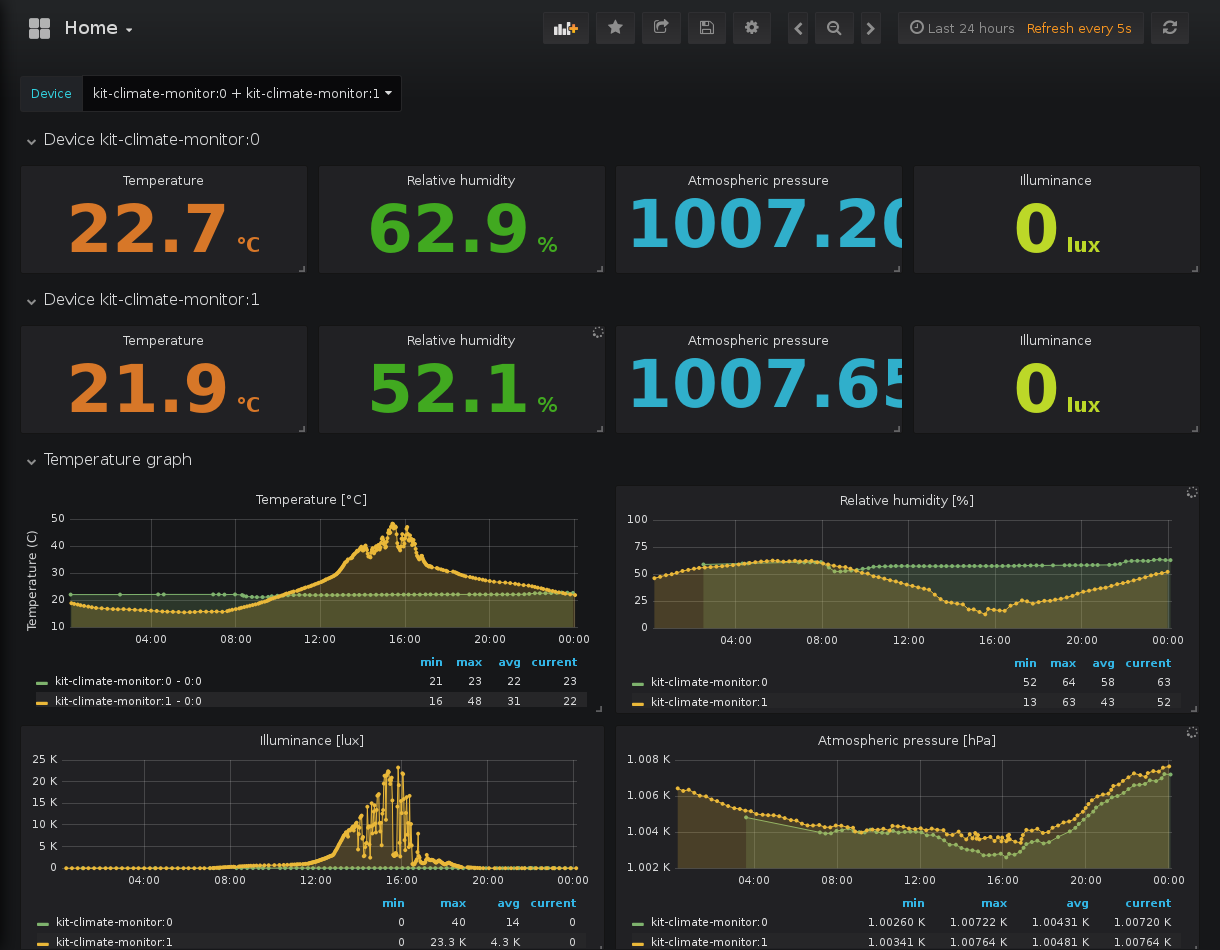 Home
Last 24 hours Refresh every 5s
Device kit-climate-monitor:0 + kit-climate-monitor:1
Device kit-climate-monitor:0
Temperature Relative humidity Atmospheric pressure Illuminance
22.7 °C 62.9 % 1007.20 0 lux
Device kit-climate-monitor:1
Temperature Relative humidity Atmospheric pressure Illuminance
21.9 °C 52.1 % 1007.65 0 lux
Temperature graph
Temperature [°C]
Temperature (C)
50
40
30
20
10
04:00 08:00 12:00 16:00 20:00 00:00
min max avg current
kit-climate-monitor:0 - 0:0 21 23 22 23
kit-climate-monitor:1 - 0:0 16 48 31 22
Relative humidity [%]
100
75
50
25
0
04:00 08:00 12:00 16:00 20:00 00:00
min max avg current
kit-climate-monitor:0 52 64 58 63
kit-climate-monitor:1 13 63 43 52
Illuminance [lux]
25 K
20 K
15 K
10 K
5 K
0
04:00 08:00 12:00 16:00 20:00 00:00
min max avg current
kit-climate-monitor:0 0 40 14 0
kit-climate-monitor:1 0 23.3 K 4.3 K 0
Atmospheric pressure [hPa]
1.008 K
1.006 K
1.004 K
1.002 K
04:00 08:00 12:00 16:00 20:00 00:00
min max avg current
kit-climate-monitor:0 1.00260 K 1.00722 K 1.00431 K 1.00720 K
kit-climate-monitor:1 1.00341 K 1.00764 K 1.00481 K 1.00764 K